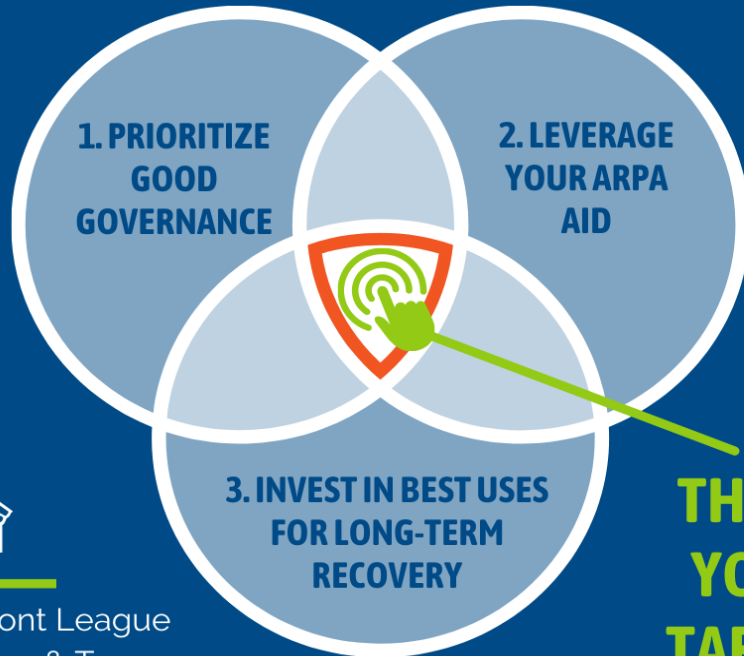 1. PRIORITIZE
GOOD
GOVERNANCE
2. LEVERAGE
YOUR ARPA
AID
3. INVEST IN BEST USES
FOR LONG-TERM
RECOVERY
League